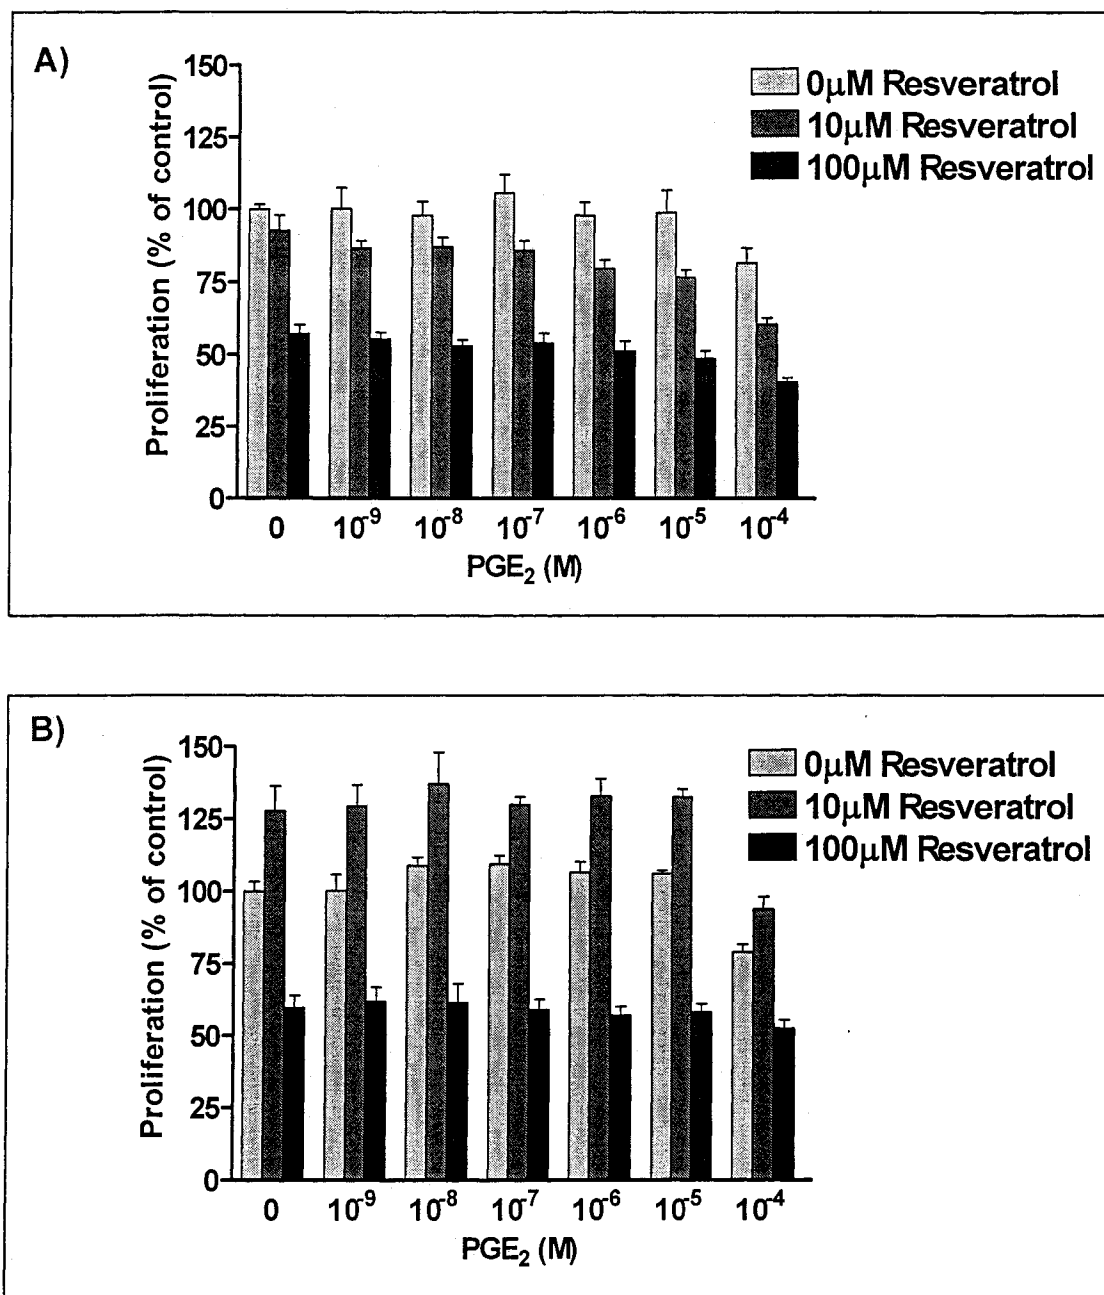 A)
Proliferation (% of control)
150
125
100
75
50
25
0
0 10⁻⁹ 10⁻⁸ 10⁻⁷ 10⁻⁶ 10⁻⁵ 10⁻⁴
PGE₂ (M)
0μM Resveratrol
10μM Resveratrol
100μM Resveratrol
B)
Proliferation (% of control)
150
125
100
75
50
25
0
0 10⁻⁹ 10⁻⁸ 10⁻⁷ 10⁻⁶ 10⁻⁵ 10⁻⁴
PGE₂ (M)
0μM Resveratrol
10μM Resveratrol
100μM Resveratrol